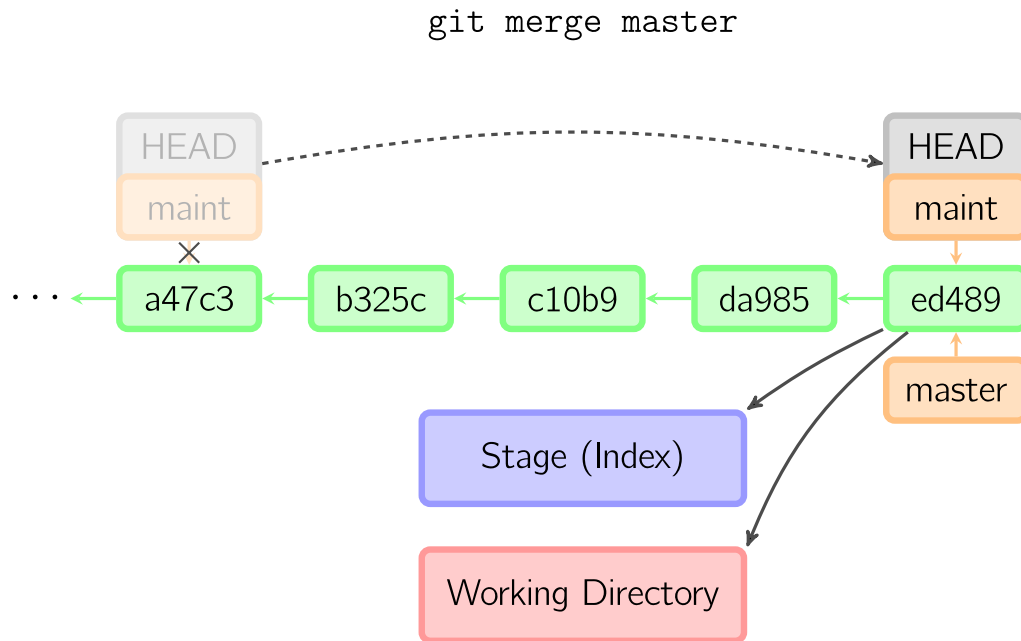 git merge master
HEAD HEAD
maint maint
... a47c3 b325c c10b9 da985 ed489
master
Stage (Index)
Working Directory